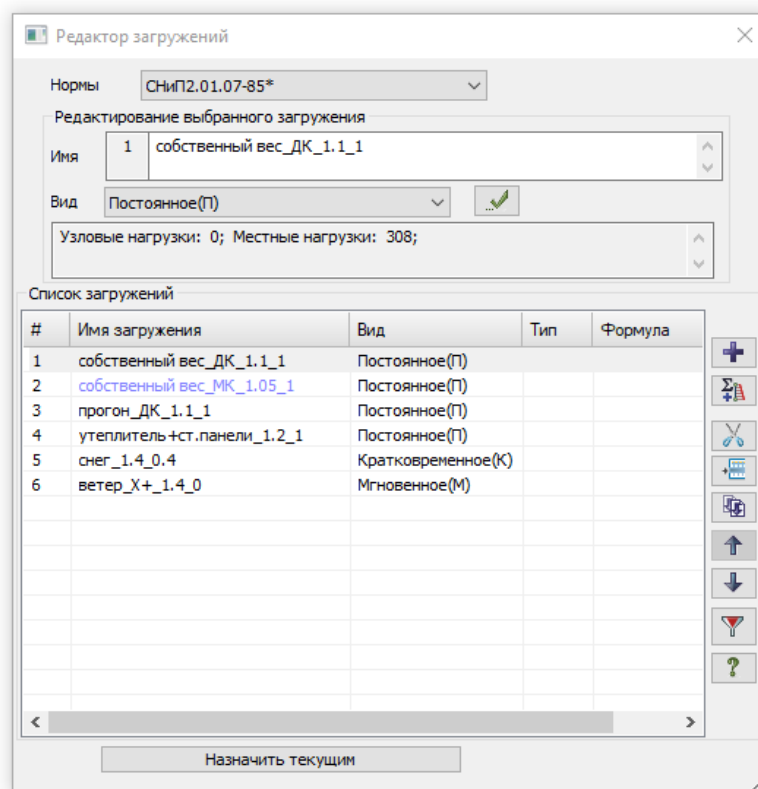 Редактор загружений
Нормы СНиП2.01.07-85*
Редактирование выбранного загружения
Имя 1 собственный вес_ДК_1.1_1
Вид Постоянное(П)
Узловые нагрузки: 0; Местные нагрузки: 308;
Список загружений
# Имя загружения Вид Тип Формула
1 собственный вес_ДК_1.1_1 Постоянное(П)
2 собственный вес_МК_1.05_1 Постоянное(П)
3 прогон_ДК_1.1_1 Постоянное(П)
4 утеплитель+ст.панели_1.2_1 Постоянное(П)
5 снег_1.4_0.4 Кратковременное(К)
6 ветер_X+_1.4_0 Мгновенное(М)
Назначить текущим